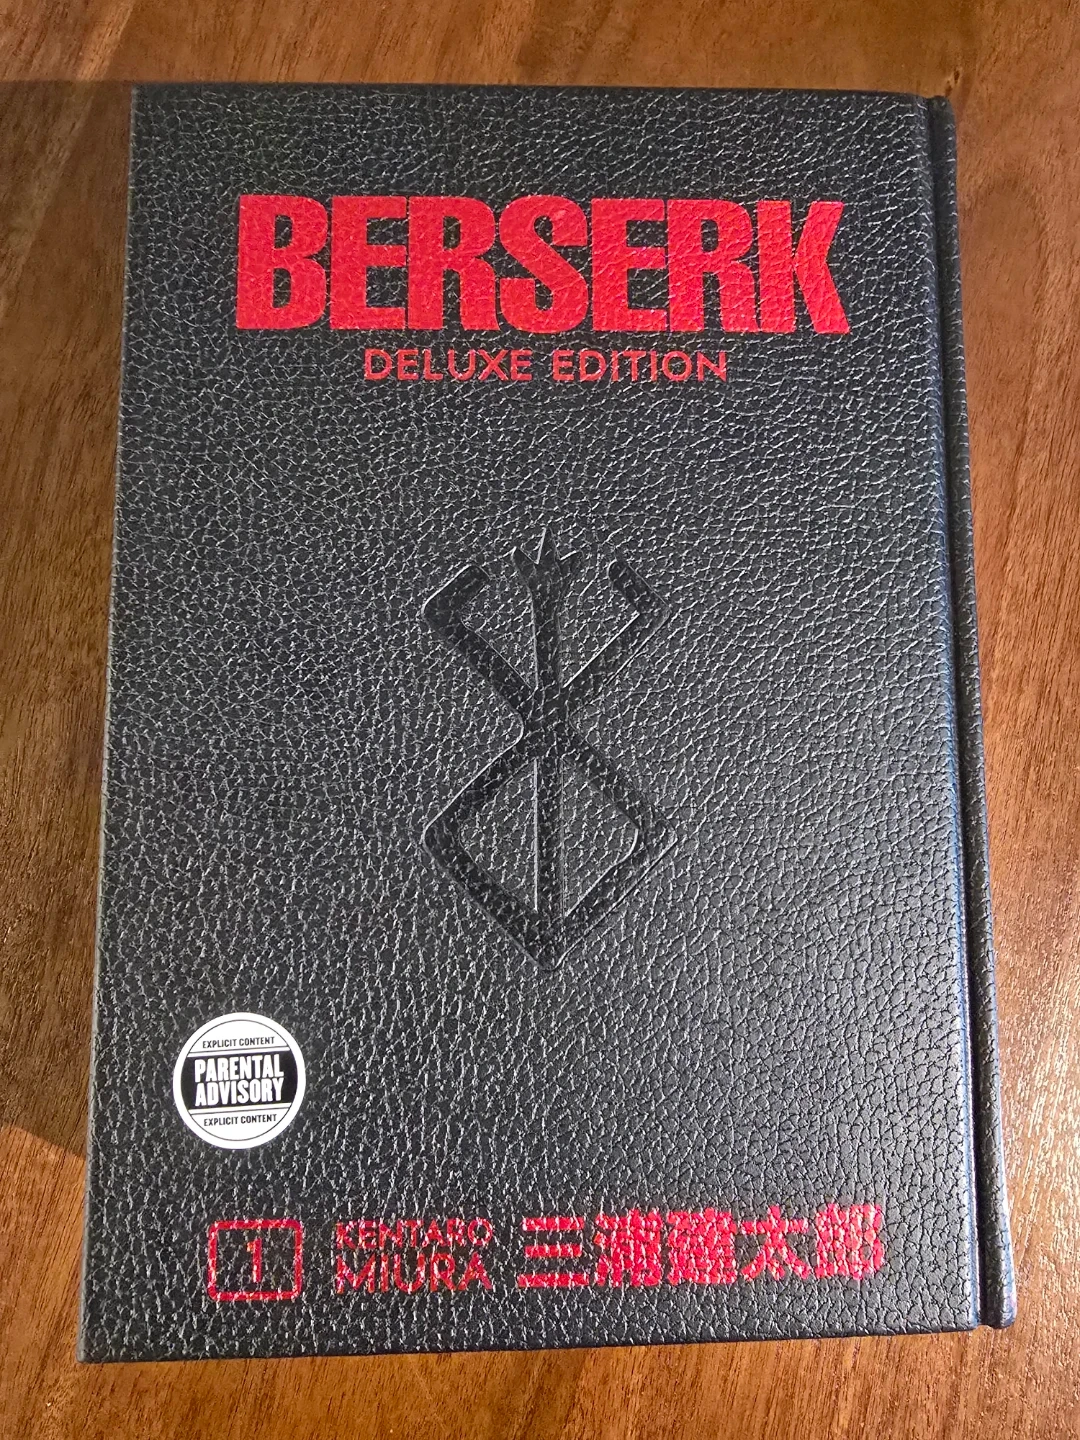 BERSERK
DELUXE EDITION
EXPLICIT CONTENT
PARENTAL
ADVISORY
EXPLICIT CONTENT
1
KENTARO
MIURA
三浦建太郎